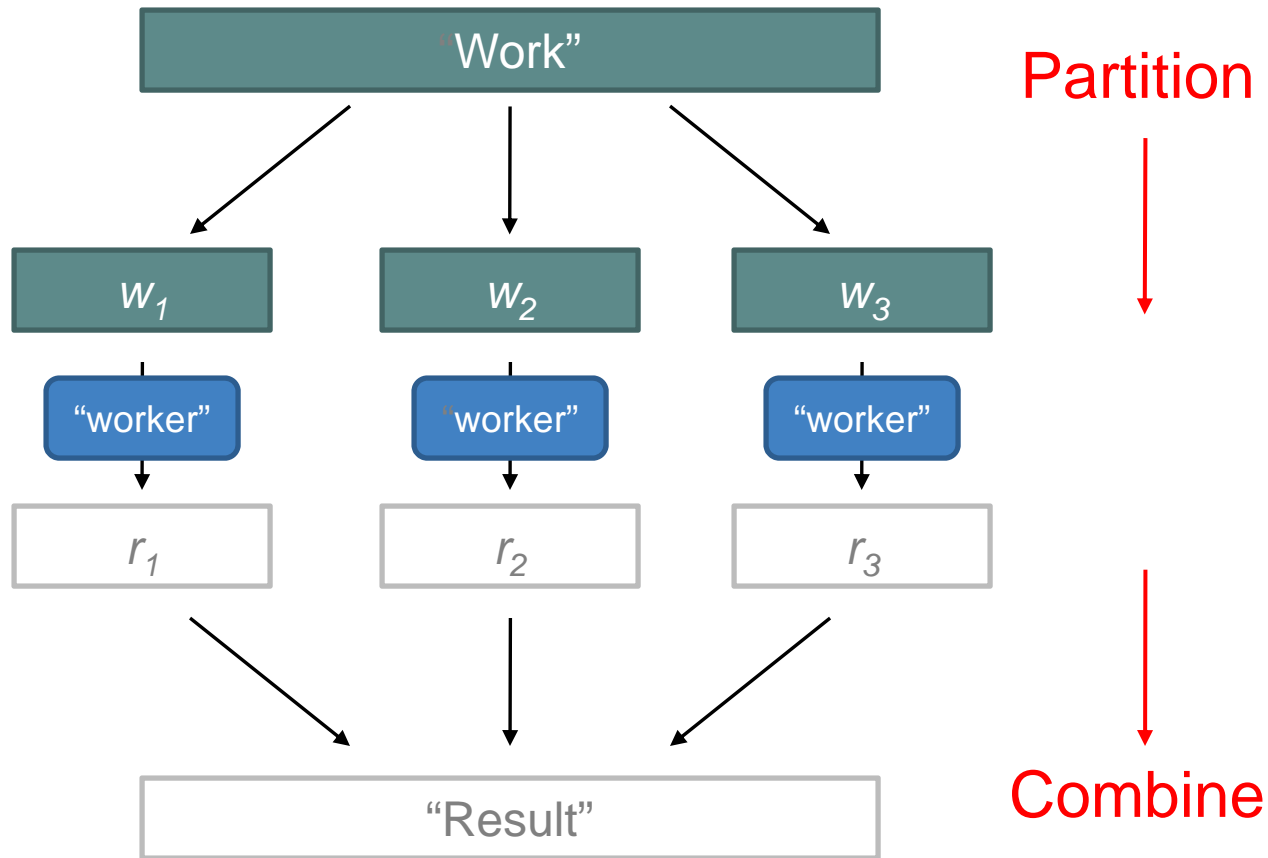 “Work”
Partition
w1
w2
w3
“worker”
“worker”
“worker”
r1
r2
r3
“Result”
Combine